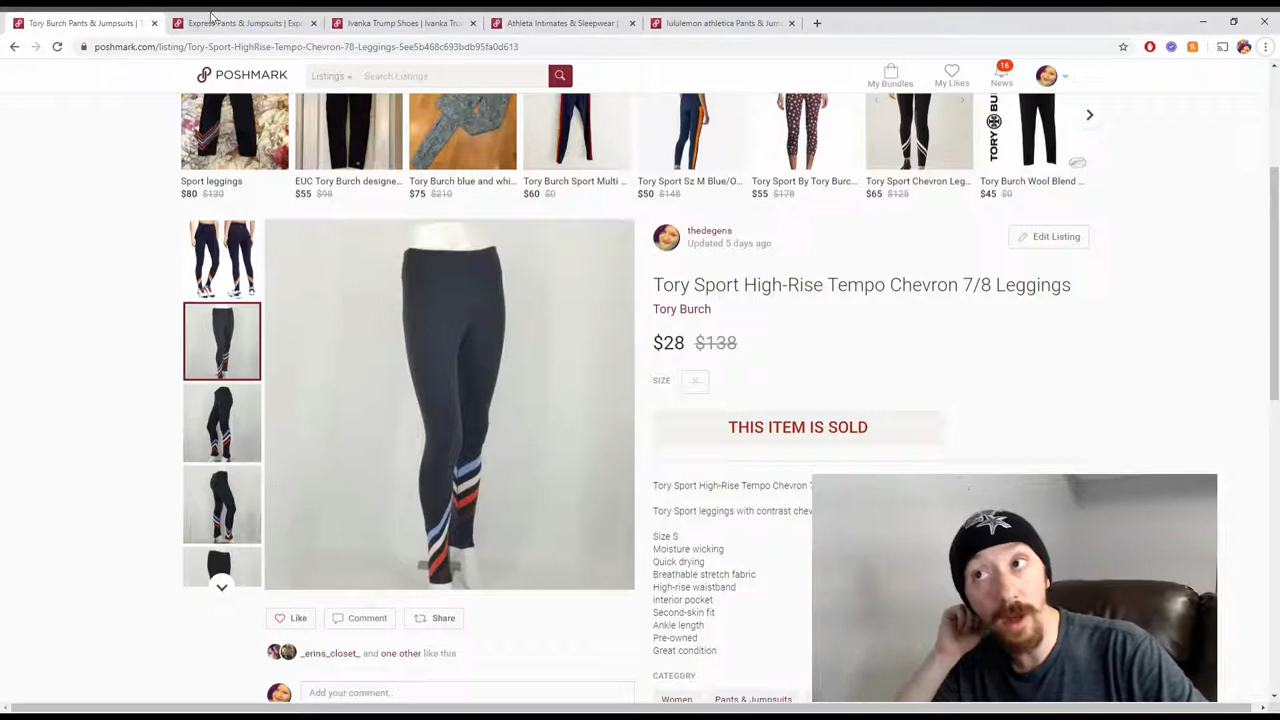 Tory Burch Pants & Jumpsuits |
Express Pants & Jumpsuits | Expr
Ivanka Trump Shoes | Ivanka Tru
Athleta Intimates & Sleepwear |
lululemon athletica Pants & Jum
poshmark.com/listing/Tory-Sport-HighRise-Tempo-Chevron-78-Leggings-5ee5b468c693bdb95fa0d613
POSHMARK
Listings
Search Listings
My Bundles
My Likes
16
News
TORY BU
Sport leggings
$80 $130
EUC Tory Burch designe...
$55 $98
Tory Burch blue and whi...
$75 $210
Tory Burch Sport Multi ...
$60 $0
Tory Sport Sz M Blue/O...
$50 $148
Tory Sport By Tory Burc...
$55 $178
Tory Sport Chevron Leg...
$65 $125
Tory Burch Wool Blend ...
$45 $0
thedegens
Updated 5 days ago
Edit Listing
Tory Sport High-Rise Tempo Chevron 7/8 Leggings
Tory Burch
$28 $138
SIZE
THIS ITEM IS SOLD
Tory Sport High-Rise Tempo Chevron 7
Tory Sport leggings with contrast chev
Size S
Moisture wicking
Quick drying
Breathable stretch fabric
High-rise waistband
interior pocket
Second-skin fit
Ankle length
Pre-owned
Great condition
CATEGORY
Women
Pants & Jumpsuits
Like
Comment
Share
_erins_closet_ and one other like this
Add your comment..